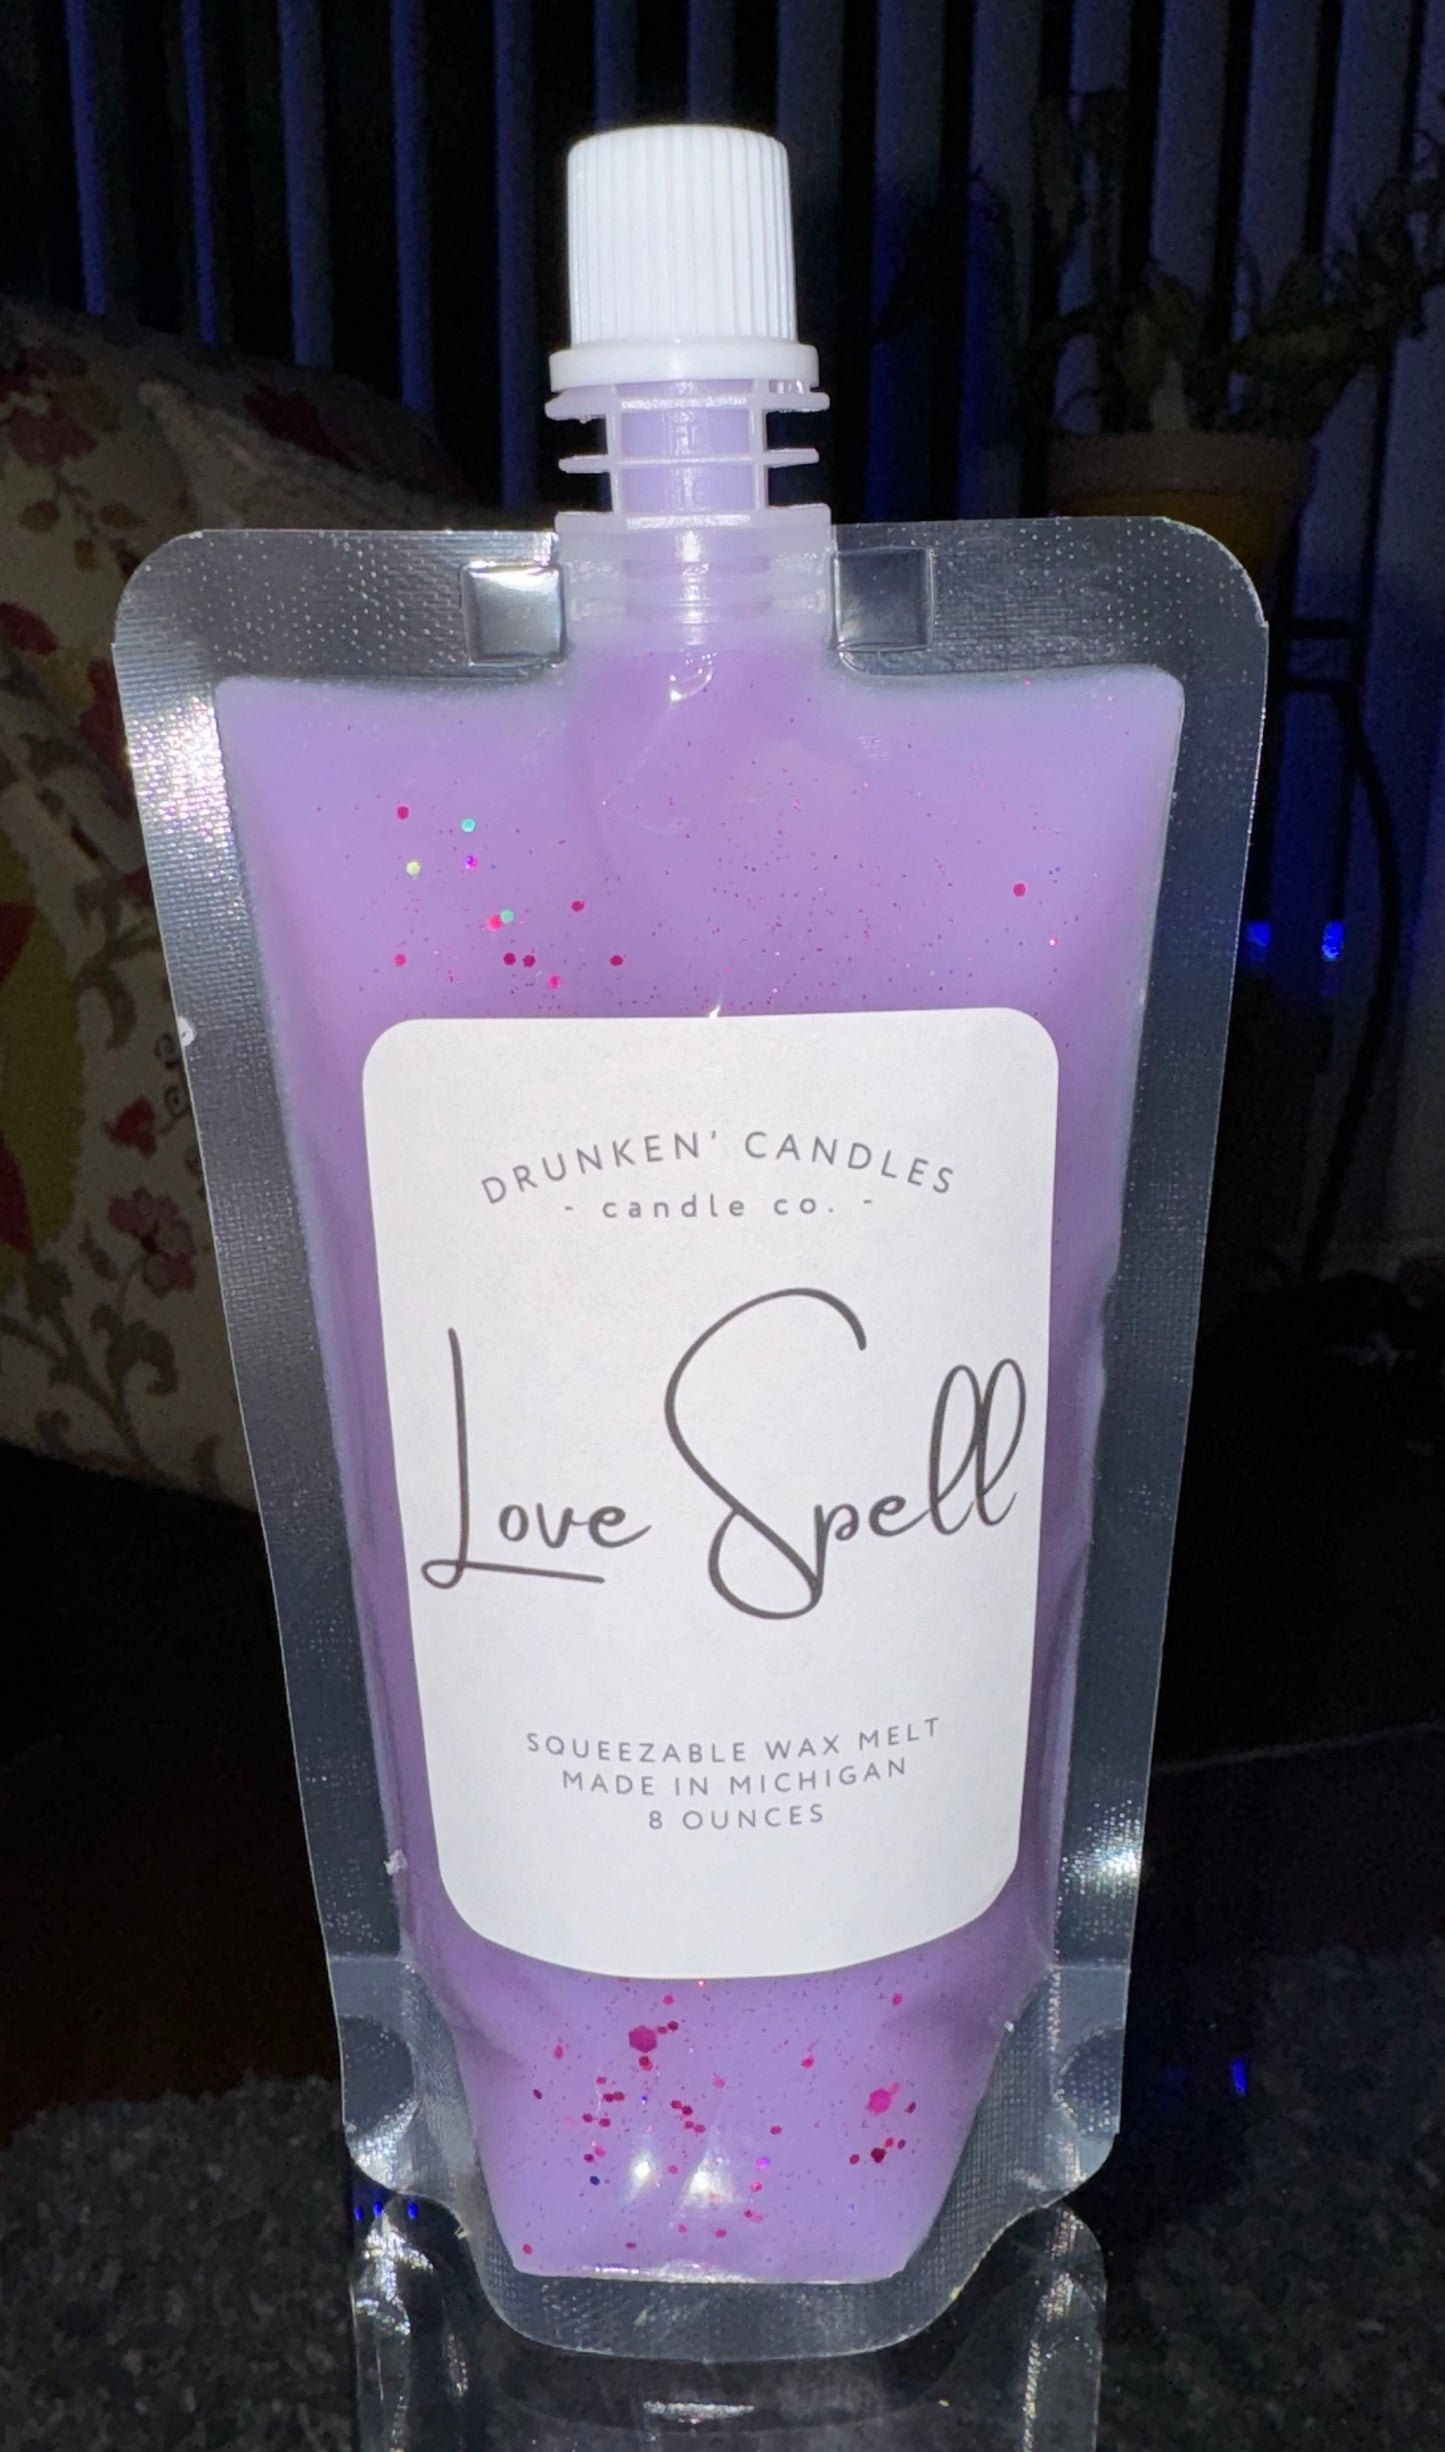 DRUNKEN' CANDLES
- candle co. -
Love Spell
SQUEEZABLE WAX MELT
MADE IN MICHIGAN
8 OUNCES